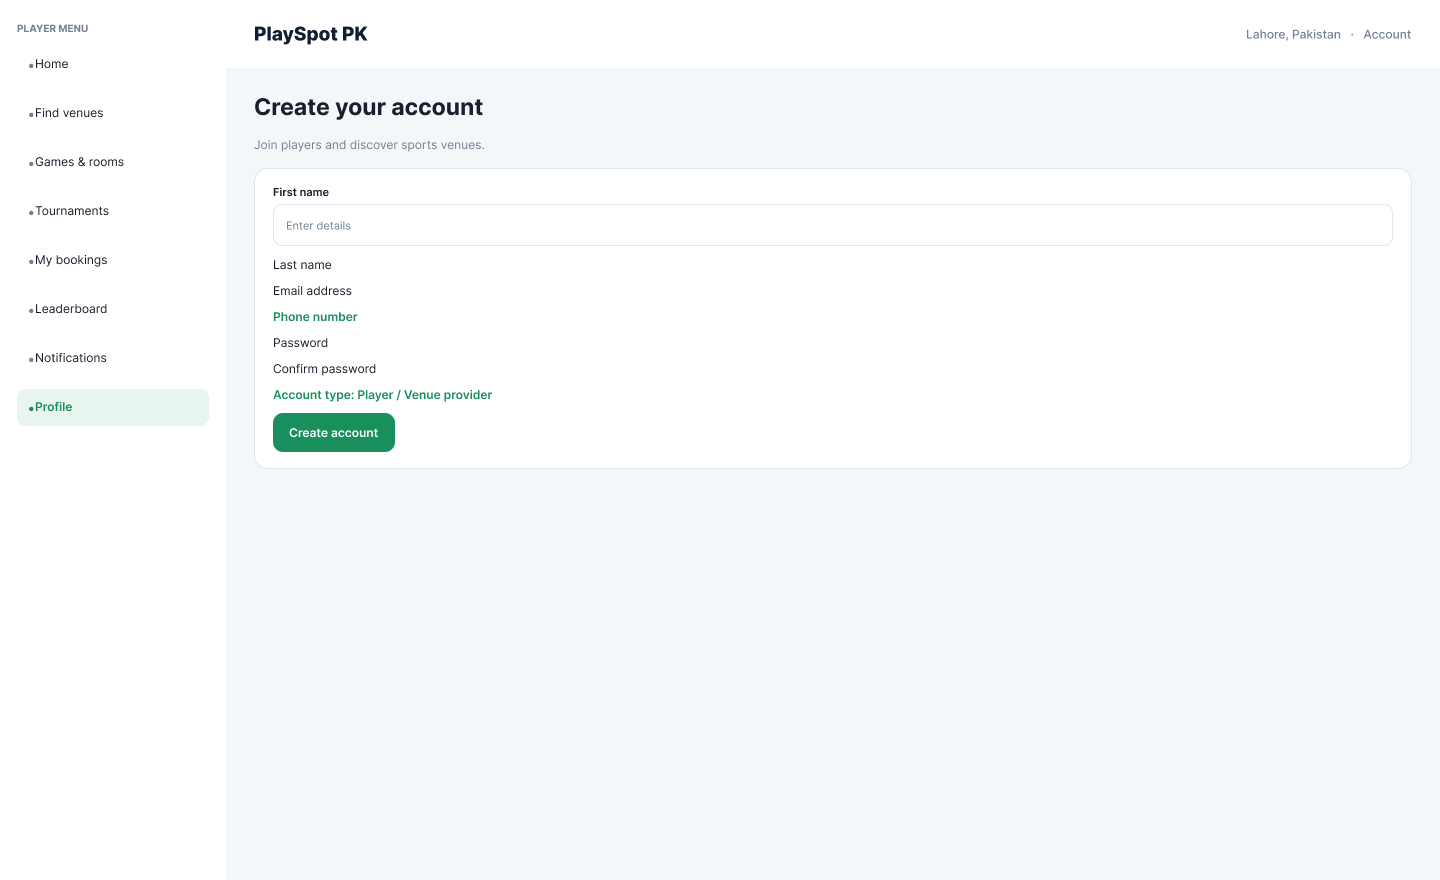 PLAYER MENU
Home
Find venues
Games & rooms
Tournaments
My bookings
Leaderboard
Notifications
Profile
PlaySpot PK
Lahore, Pakistan · Account
Create your account
Join players and discover sports venues.
First name
Enter details
Last name
Email address
Phone number
Password
Confirm password
Account type: Player / Venue provider
Create account